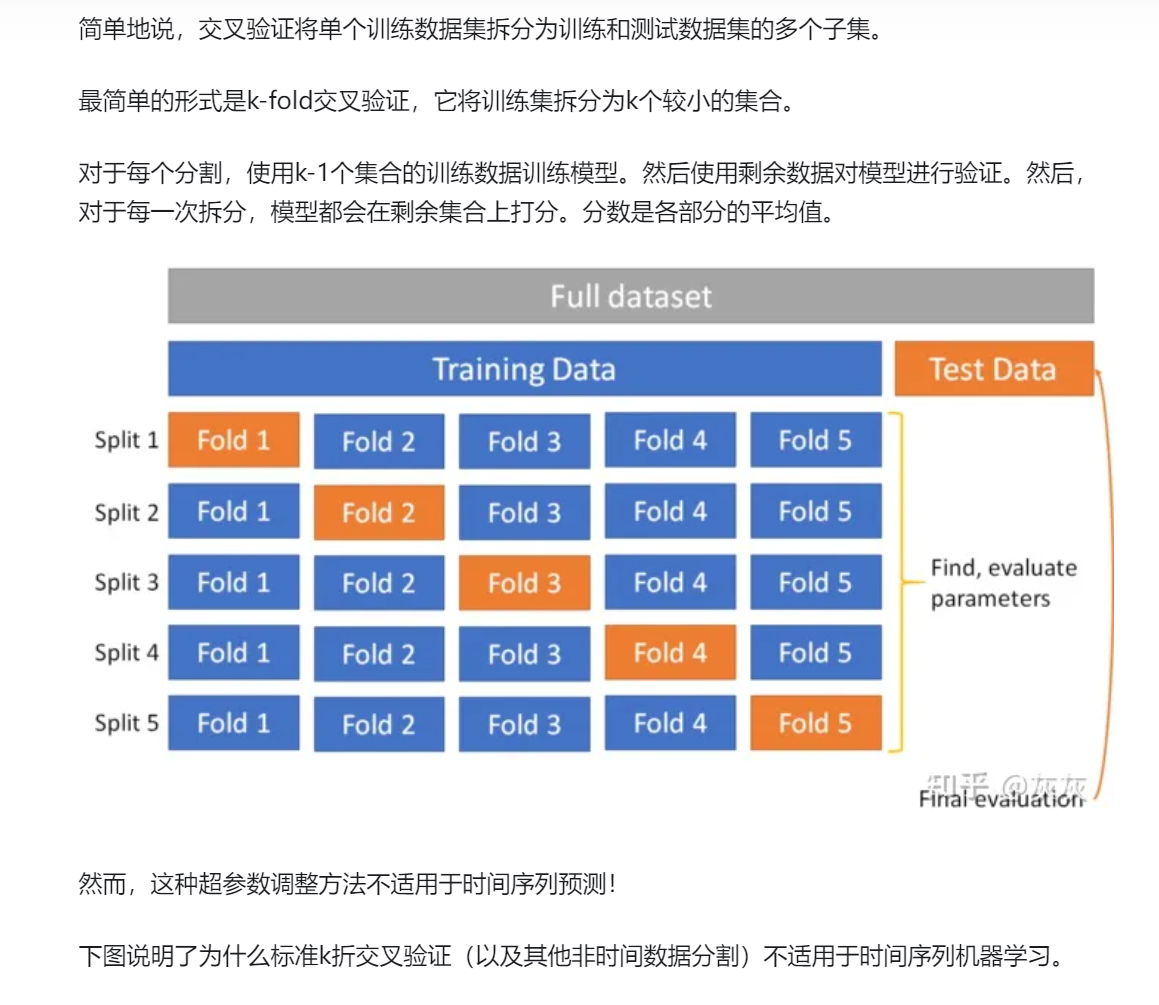 简单地说，交叉验证将单个训练数据集拆分为训练和测试数据集的多个子集。
最简单的形式是k-fold交叉验证，它将训练集拆分为k个较小的集合。
对于每个分割，使用k-1个集合的训练数据训练模型。然后使用剩余数据对模型进行验证。然后，
对于每一次拆分，模型都会在剩余集合上打分。分数是各部分的平均值。
Full dataset
Training Data Test Data
Split 1 Fold 1 Fold 2 Fold 3 Fold 4 Fold 5
Split 2 Fold 1 Fold 2 Fold 3 Fold 4 Fold 5
Split 3 Fold 1 Fold 2 Fold 3 Fold 4 Fold 5
Split 4 Fold 1 Fold 2 Fold 3 Fold 4 Fold 5
Split 5 Fold 1 Fold 2 Fold 3 Fold 4 Fold 5
Find, evaluate
parameters
知乎 @灰灰
Final evaluation
然而，这种超参数调整方法不适用于时间序列预测！
下图说明了为什么标准k折交叉验证（以及其他非时间数据分割）不适用于时间序列机器学习。